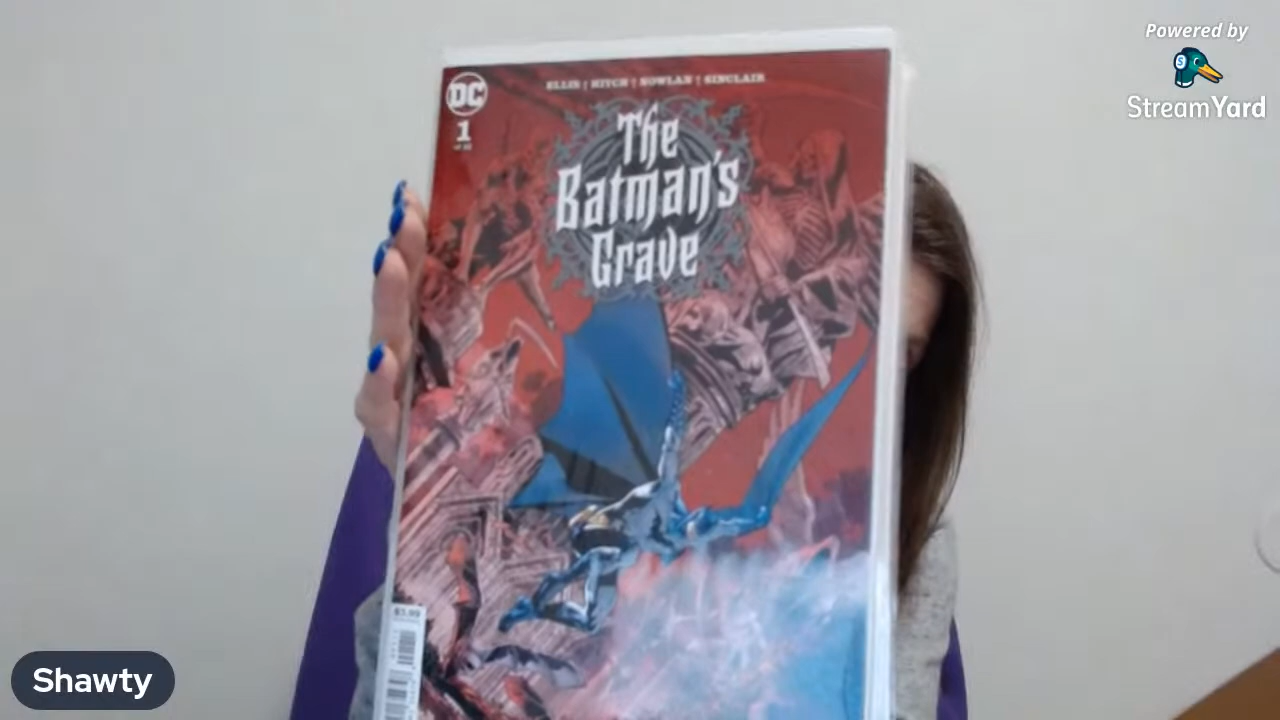 Powered by
StreamYard
ELLIS | HITCH | NOWLAN | SINCLAIR
DC
1
The
Batman's
Grave
$3.99
Shawty